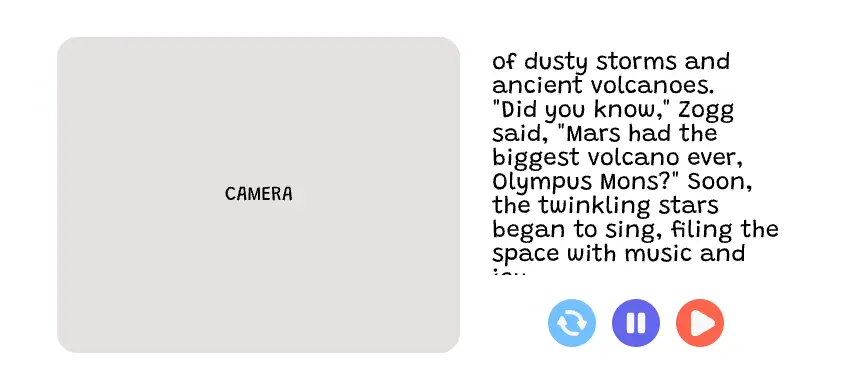 CAMERA
of dusty storms and
ancient volcanoes.
"Did you know," Zogg
said, "Mars had the
biggest volcano ever,
Olympus Mons?" Soon,
the twinkling stars
began to sing, filing the
space with music and